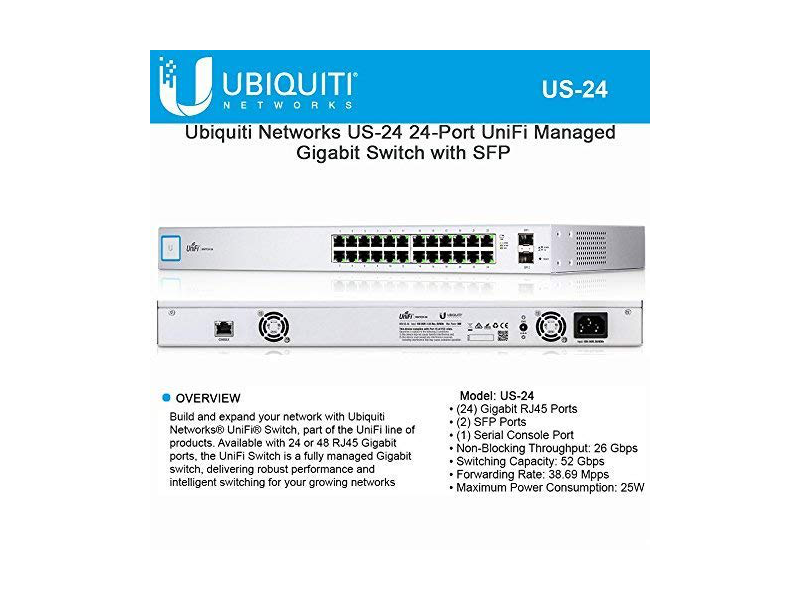 UBIQUITI®
NETWORKS
US-24
Ubiquiti Networks US-24 24-Port UniFi Managed
Gigabit Switch with SFP
UniFi
UniFi
UBIQUITI
CONSOLE
OVERVIEW
Build and expand your network with Ubiquiti
Networks® UniFi® Switch, part of the UniFi line of
products. Available with 24 or 48 RJ45 Gigabit
ports, the UniFi Switch is a fully managed Gigabit
switch, delivering robust performance and
intelligent switching for your growing networks
Model: US-24
• (24) Gigabit RJ45 Ports
• (2) SFP Ports
• (1) Serial Console Port
• Non-Blocking Throughput: 26 Gbps
• Switching Capacity: 52 Gbps
• Forwarding Rate: 38.69 Mpps
• Maximum Power Consumption: 25W